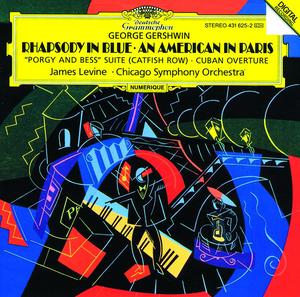 Deutsche
Grammophon
STEREO 431 625-2
GEORGE GERSHWIN
DIGITAL
RHAPSODY IN BLUE · AN AMERICAN IN PARIS
"PORGY AND BESS" SUITE (CATFISH ROW) · CUBAN OVERTURE
James Levine · Chicago Symphony Orchestra
NUMERIQUE